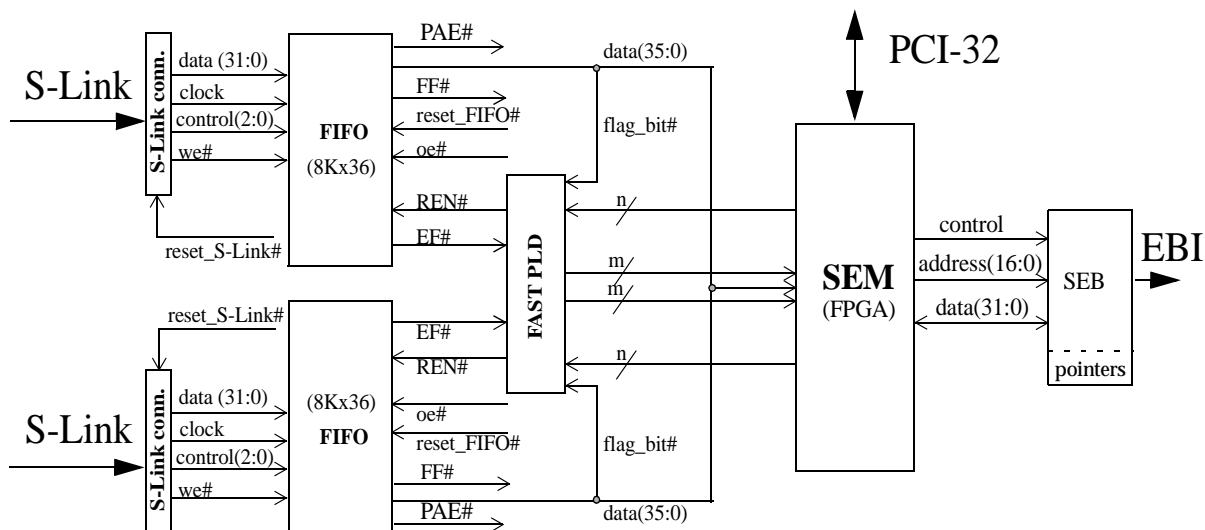 S-Link
S-Link conn.
data (31:0)
clock
control(2:0)
we#
reset_S-Link#
FIFO
(8Kx36)
PAE#
FF#
reset_FIFO#
oe#
REN#
EF#
data(35:0)
flag_bit#
n
m
m
n
FAST PLD
PCI-32
SEM
(FPGA)
control
address(16:0)
data(31:0)
SEB
pointers
EBI
reset_S-Link#
S-Link
S-Link conn.
data (31:0)
clock
control(2:0)
we#
(8Kx36)
FIFO
EF#
REN#
oe#
reset_FIFO#
FF#
PAE#
flag_bit#
data(35:0)